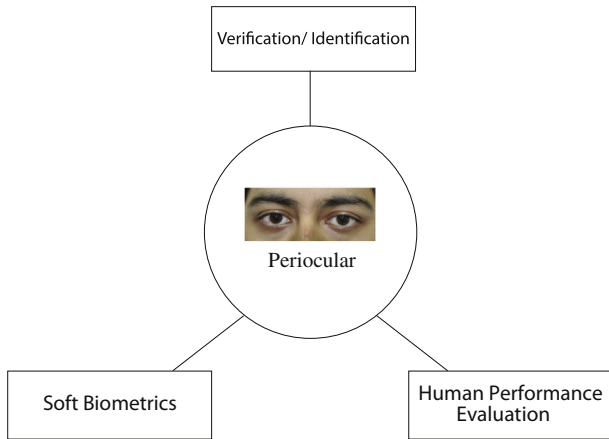 Verification/ Identification
Periocular
Soft Biometrics
Human Performance
Evaluation